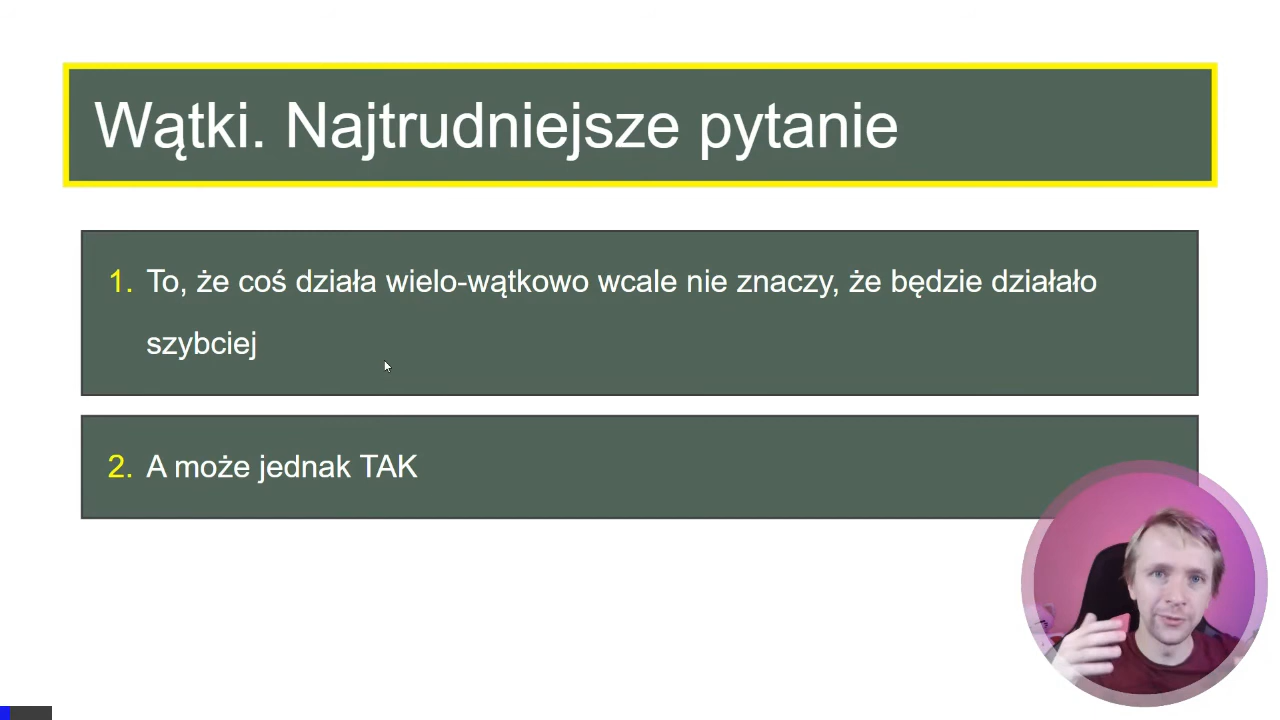 Wątki. Najtrudniejsze pytanie
1. To, że coś działa wielo-wątkowo wcale nie znaczy, że będzie działało
szybciej
2. A może jednak TAK